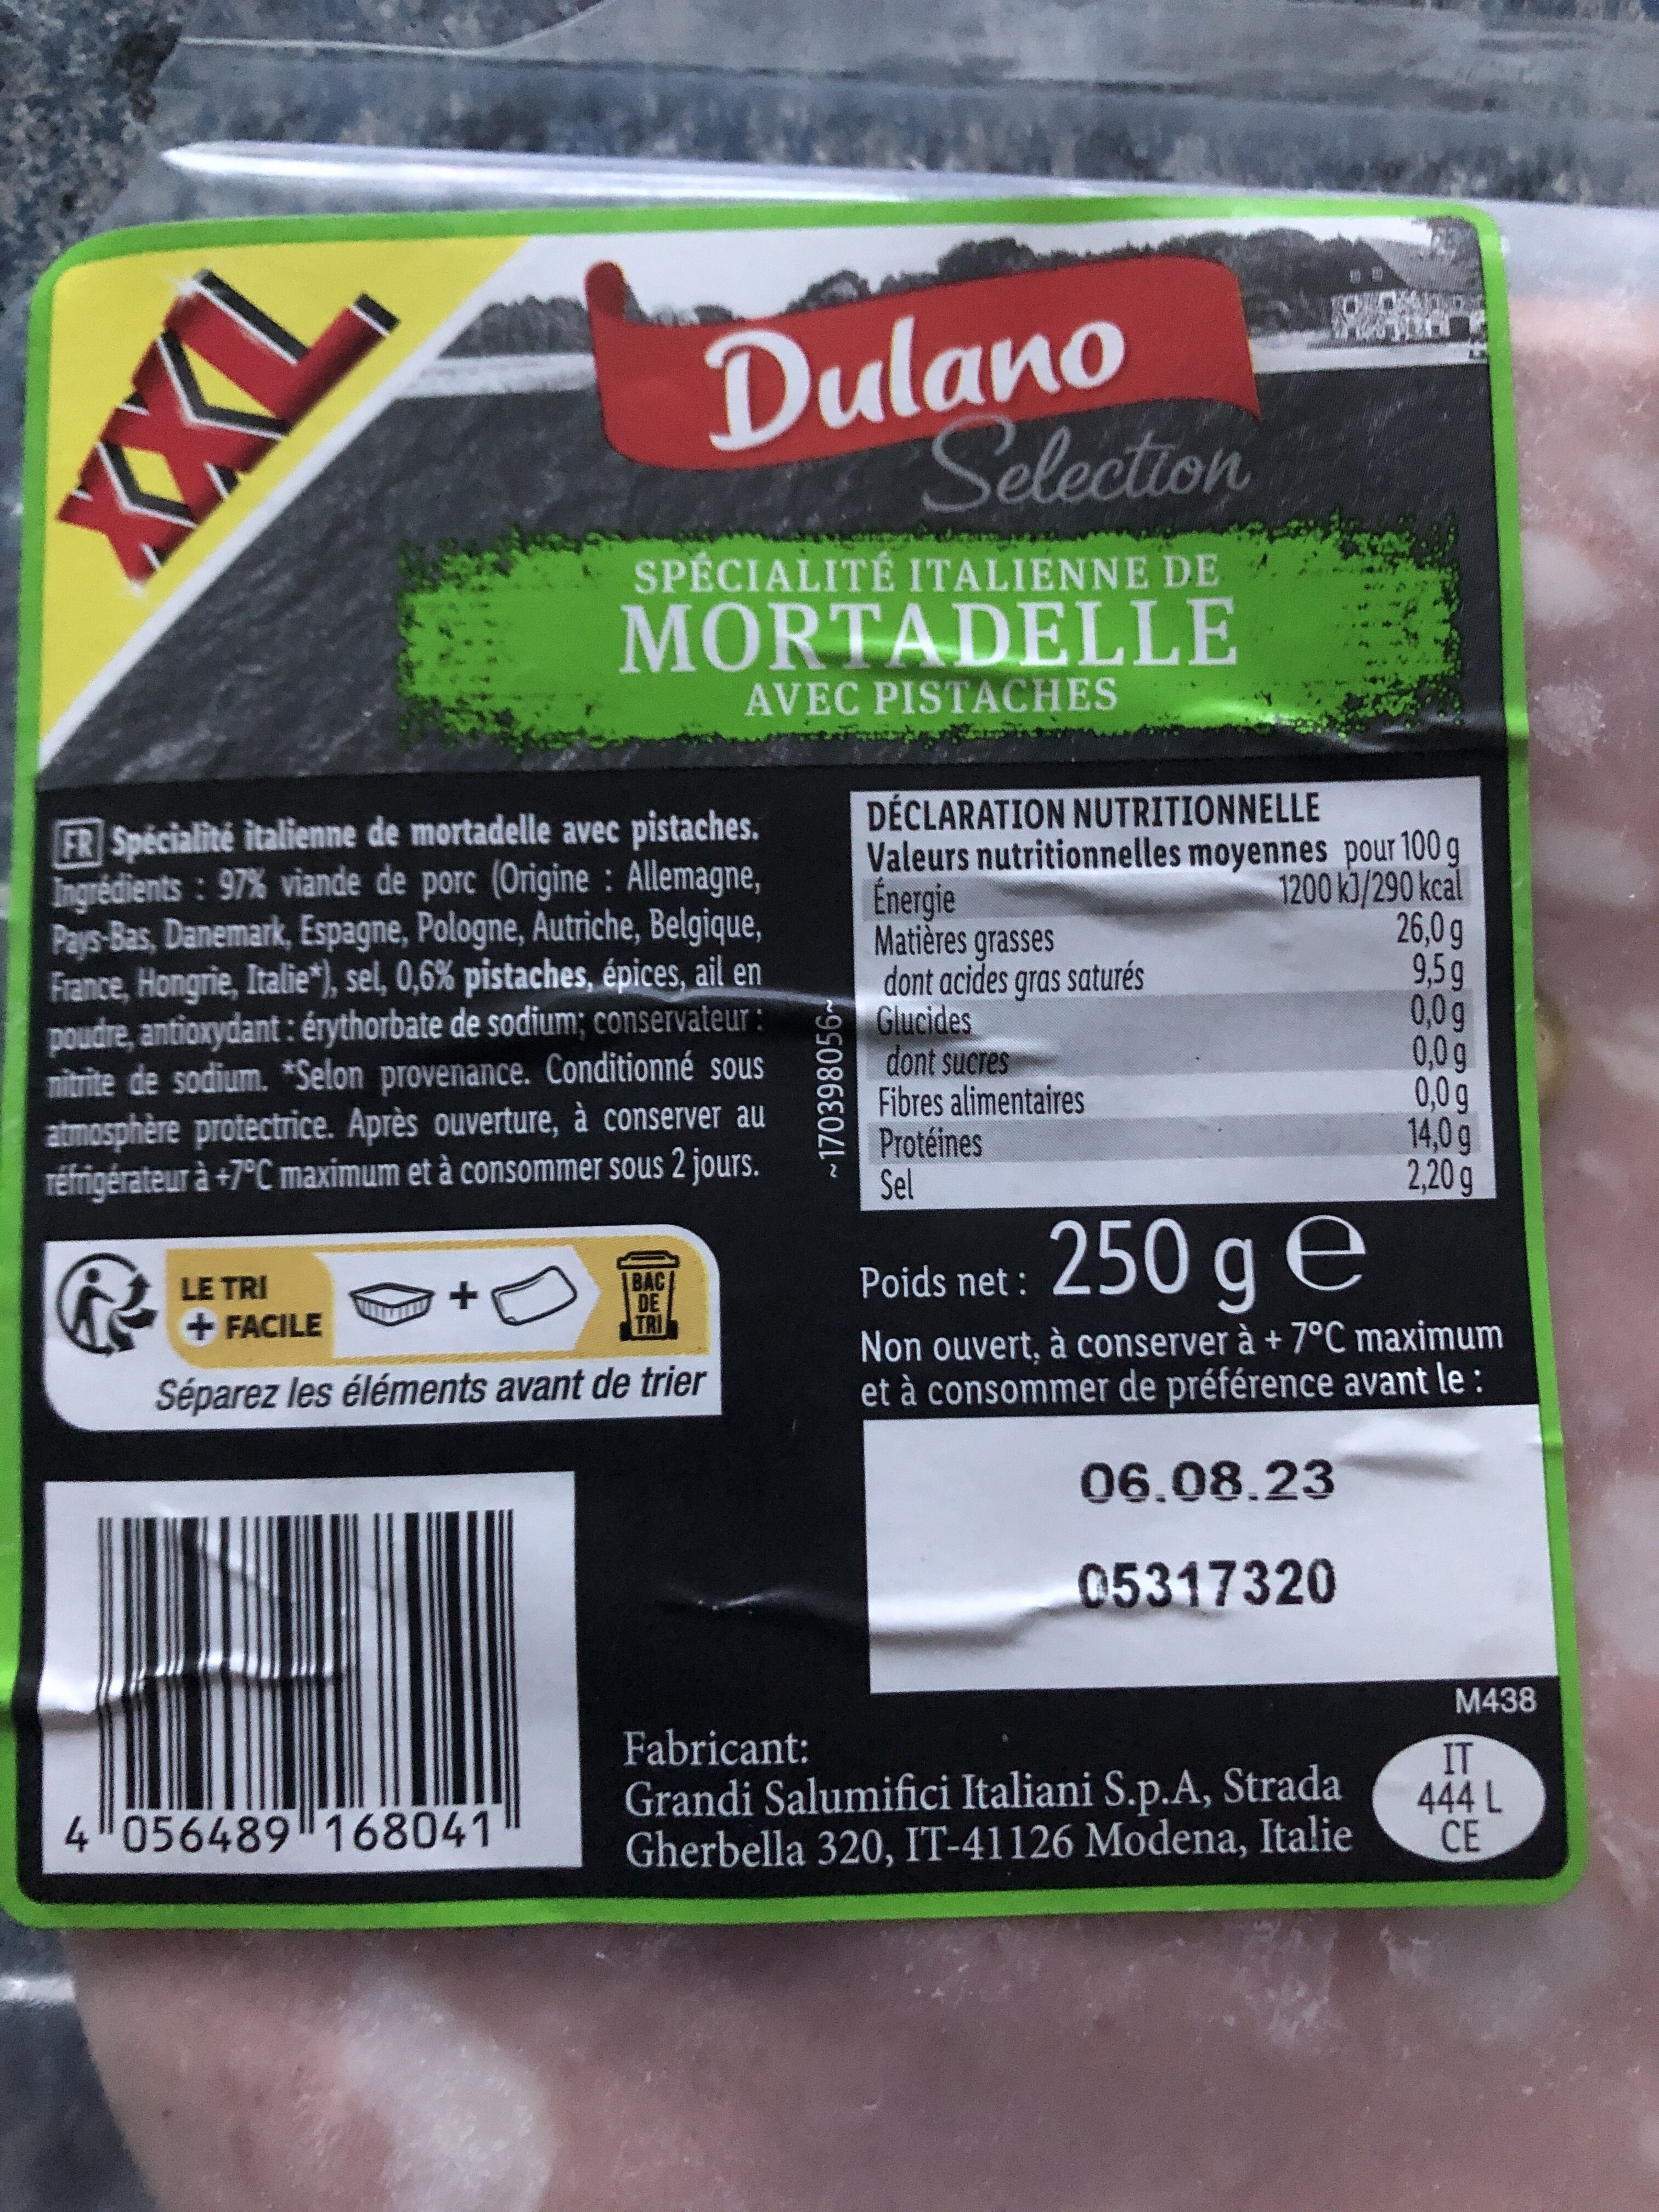 XXL
Dulano
Selection
SPÉCIALITÉ ITALIENNE DE
MORTADELLE
AVEC PISTACHES
FR Spécialité italienne de mortadelle avec pistaches.
Ingrédients : 97% viande de porc (Origine : Allemagne,
Pays-Bas, Danemark, Espagne, Pologne, Autriche, Belgique,
France, Hongrie, Italie*), sel, 0,6% pistaches, épices, ail en
poudre, antioxydant : érythorbate de sodium; conservateur :
nitrite de sodium. *Selon provenance. Conditionné sous
atmosphère protectrice. Après ouverture, à conserver au
réfrigérateur à +7°C maximum et à consommer sous 2 jours.
~170398056~
DÉCLARATION NUTRITIONNELLE
Valeurs nutritionnelles moyennes pour 100 g
Énergie 1200 kJ/290 kcal
Matières grasses 26,0 g
dont acides gras saturés 9,5 g
Glucides 0,0 g
dont sucres 0,0 g
Fibres alimentaires 0,0 g
Protéines 14,0 g
Sel 2,20 g
LE TRI
+ FACILE
+
BAC
DE
TRI
Séparez les éléments avant de trier
Poids net : 250 g e
Non ouvert, à conserver à + 7°C maximum
et à consommer de préférence avant le :
06.08.23
05317320
M438
4 056489 168041
Fabricant:
Grandi Salumifici Italiani S.p.A, Strada
Gherbella 320, IT-41126 Modena, Italie
IT
444 L
CE